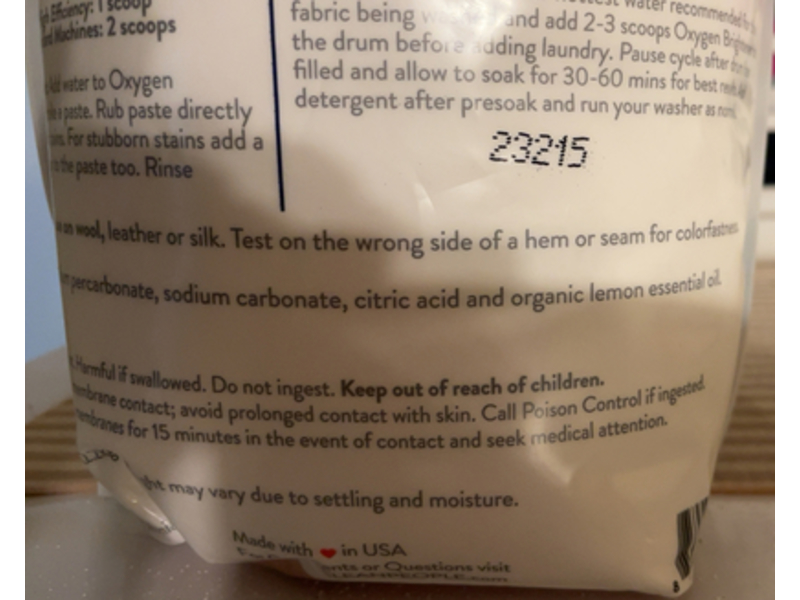 Efficiency: 1 scoop
Machines: 2 scoops
water to Oxygen
paste. Rub paste directly
For stubborn stains add a
to the paste too. Rinse
water recommended for
fabric being and add 2-3 scoops Oxygen
the drum before adding laundry. Pause cycle after
filled and allow to soak for 30-60 mins for best
detergent after presoak and run your washer as
23215
on wool, leather or silk. Test on the wrong side of a hem or seam for colorfastness
percarbonate, sodium carbonate, citric acid and organic lemon essential oil.
Harmful if swallowed. Do not ingest. Keep out of reach of children.
contact; avoid prolonged contact with skin. Call Poison Control if ingested.
for 15 minutes in the event of contact and seek medical attention.
may vary due to settling and moisture.
Made with ❤ in USA
or Questions visit